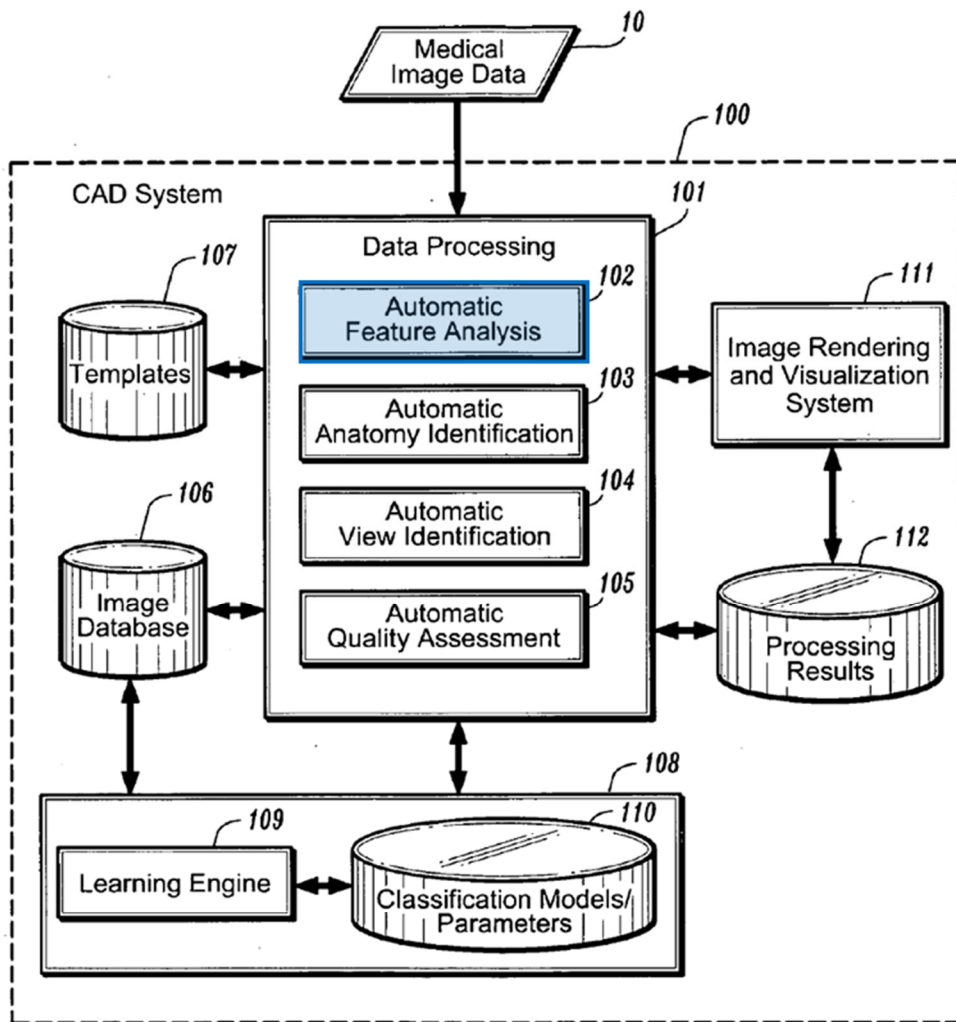 Medical
Image Data
10
100
CAD System
101
Data Processing
107
Templates
102
Automatic
Feature Analysis
111
Image Rendering
and Visualization
System
103
Automatic
Anatomy Identification
106
Image
Database
104
Automatic
View Identification
112
Processing
Results
105
Automatic
Quality Assessment
108
109
Learning Engine
110
Classification Models/
Parameters